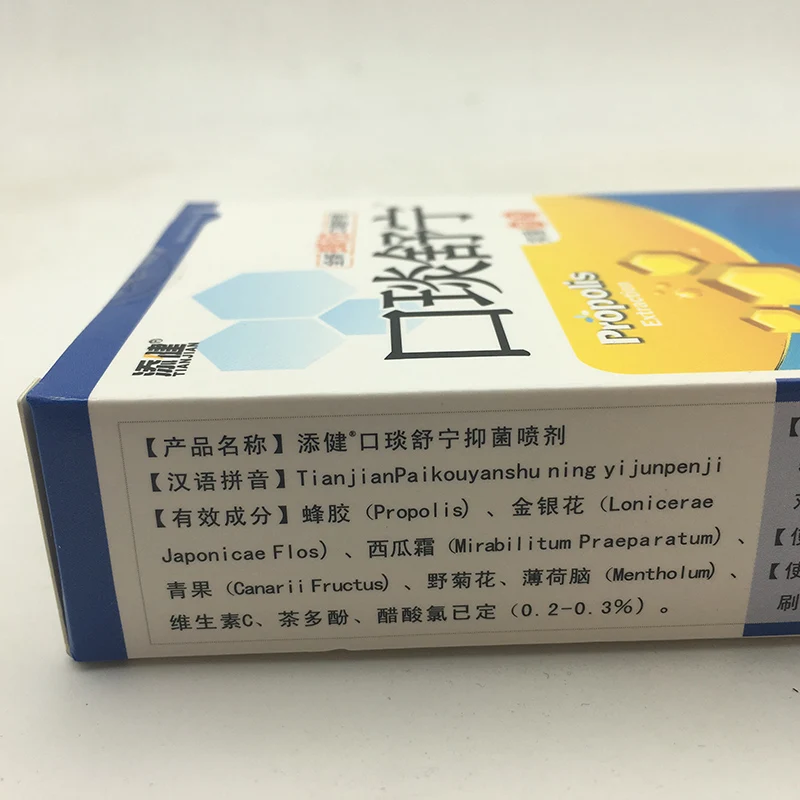 口琰舒宁
Propolis
Extraction
添健®
TIANJIAN
【产品名称】添健®口琰舒宁抑菌喷剂
【汉语拼音】TianjianPaikouyanshu ning yijunpenji
【有效成分】蜂胶（Propolis）、金银花（Lonicerae
Japonicae Flos）、西瓜霜（Mirabilitum Praeparatum）、
青果（Canarii Fructus）、野菊花、薄荷脑（Mentholum）、
维生素C、茶多酚、醋酸氯已定（0.2-0.3%）。
【使
【使
刷